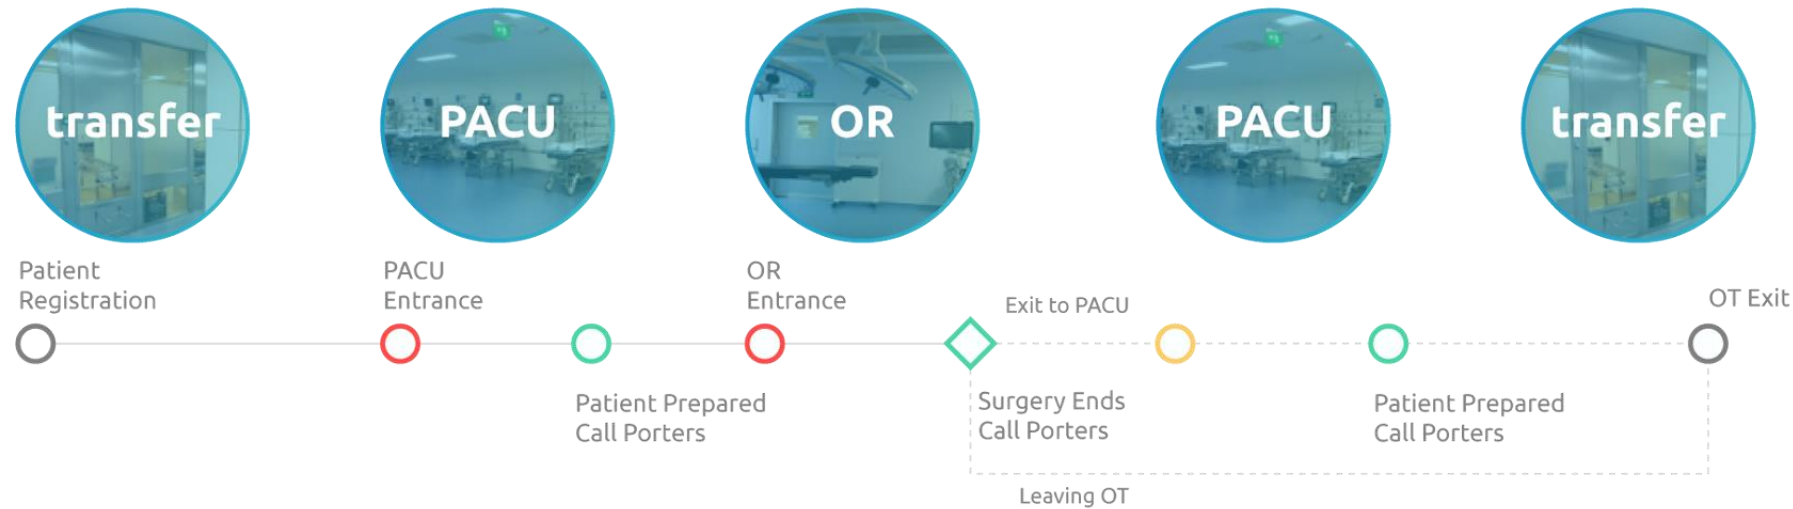 transfer
PACU
OR
PACU
transfer
Patient
Registration
PACU
Entrance
OR
Entrance
Exit to PACU
OT Exit
Patient Prepared
Call Porters
Surgery Ends
Call Porters
Patient Prepared
Call Porters
Leaving OT